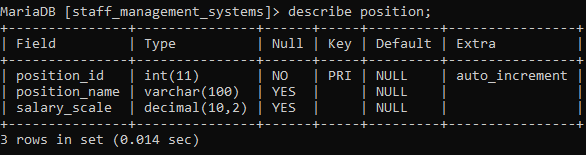 MariaDB [staff_management_systems]> describe position;
+---------------+---------------+------+-----+---------+----------------+
| Field         | Type          | Null | Key | Default | Extra          |
+---------------+---------------+------+-----+---------+----------------+
| position_id   | int(11)       | NO   | PRI | NULL    | auto_increment |
| position_name | varchar(100)  | YES  |     | NULL    |                |
| salary_scale  | decimal(10,2) | YES  |     | NULL    |                |
+---------------+---------------+------+-----+---------+----------------+
3 rows in set (0.014 sec)